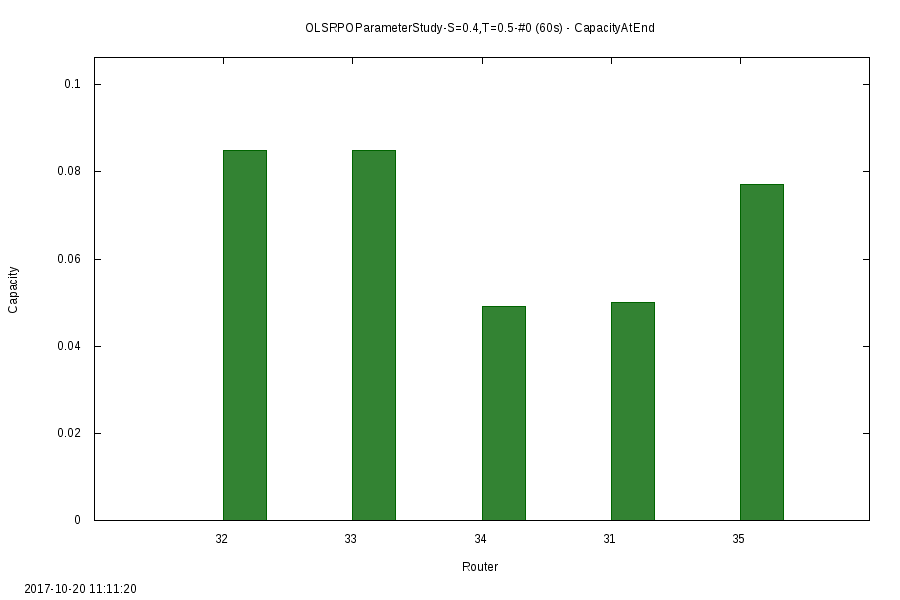 OLSRPOParameterStudy-S=0.4,T=0.5-#0 (60s) - CapacityAtEnd
0.1
0.08
0.06
0.04
0.02
0
Capacity
32 33 34 31 35
Router
2017-10-20 11:11:20